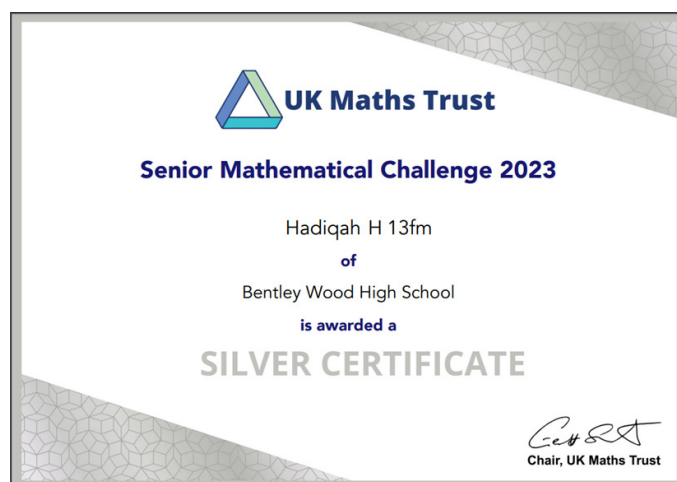 UK Maths Trust
Senior Mathematical Challenge 2023
Hadiqah H 13fm
of
Bentley Wood High School
is awarded a
SILVER CERTIFICATE
Chair, UK Maths Trust